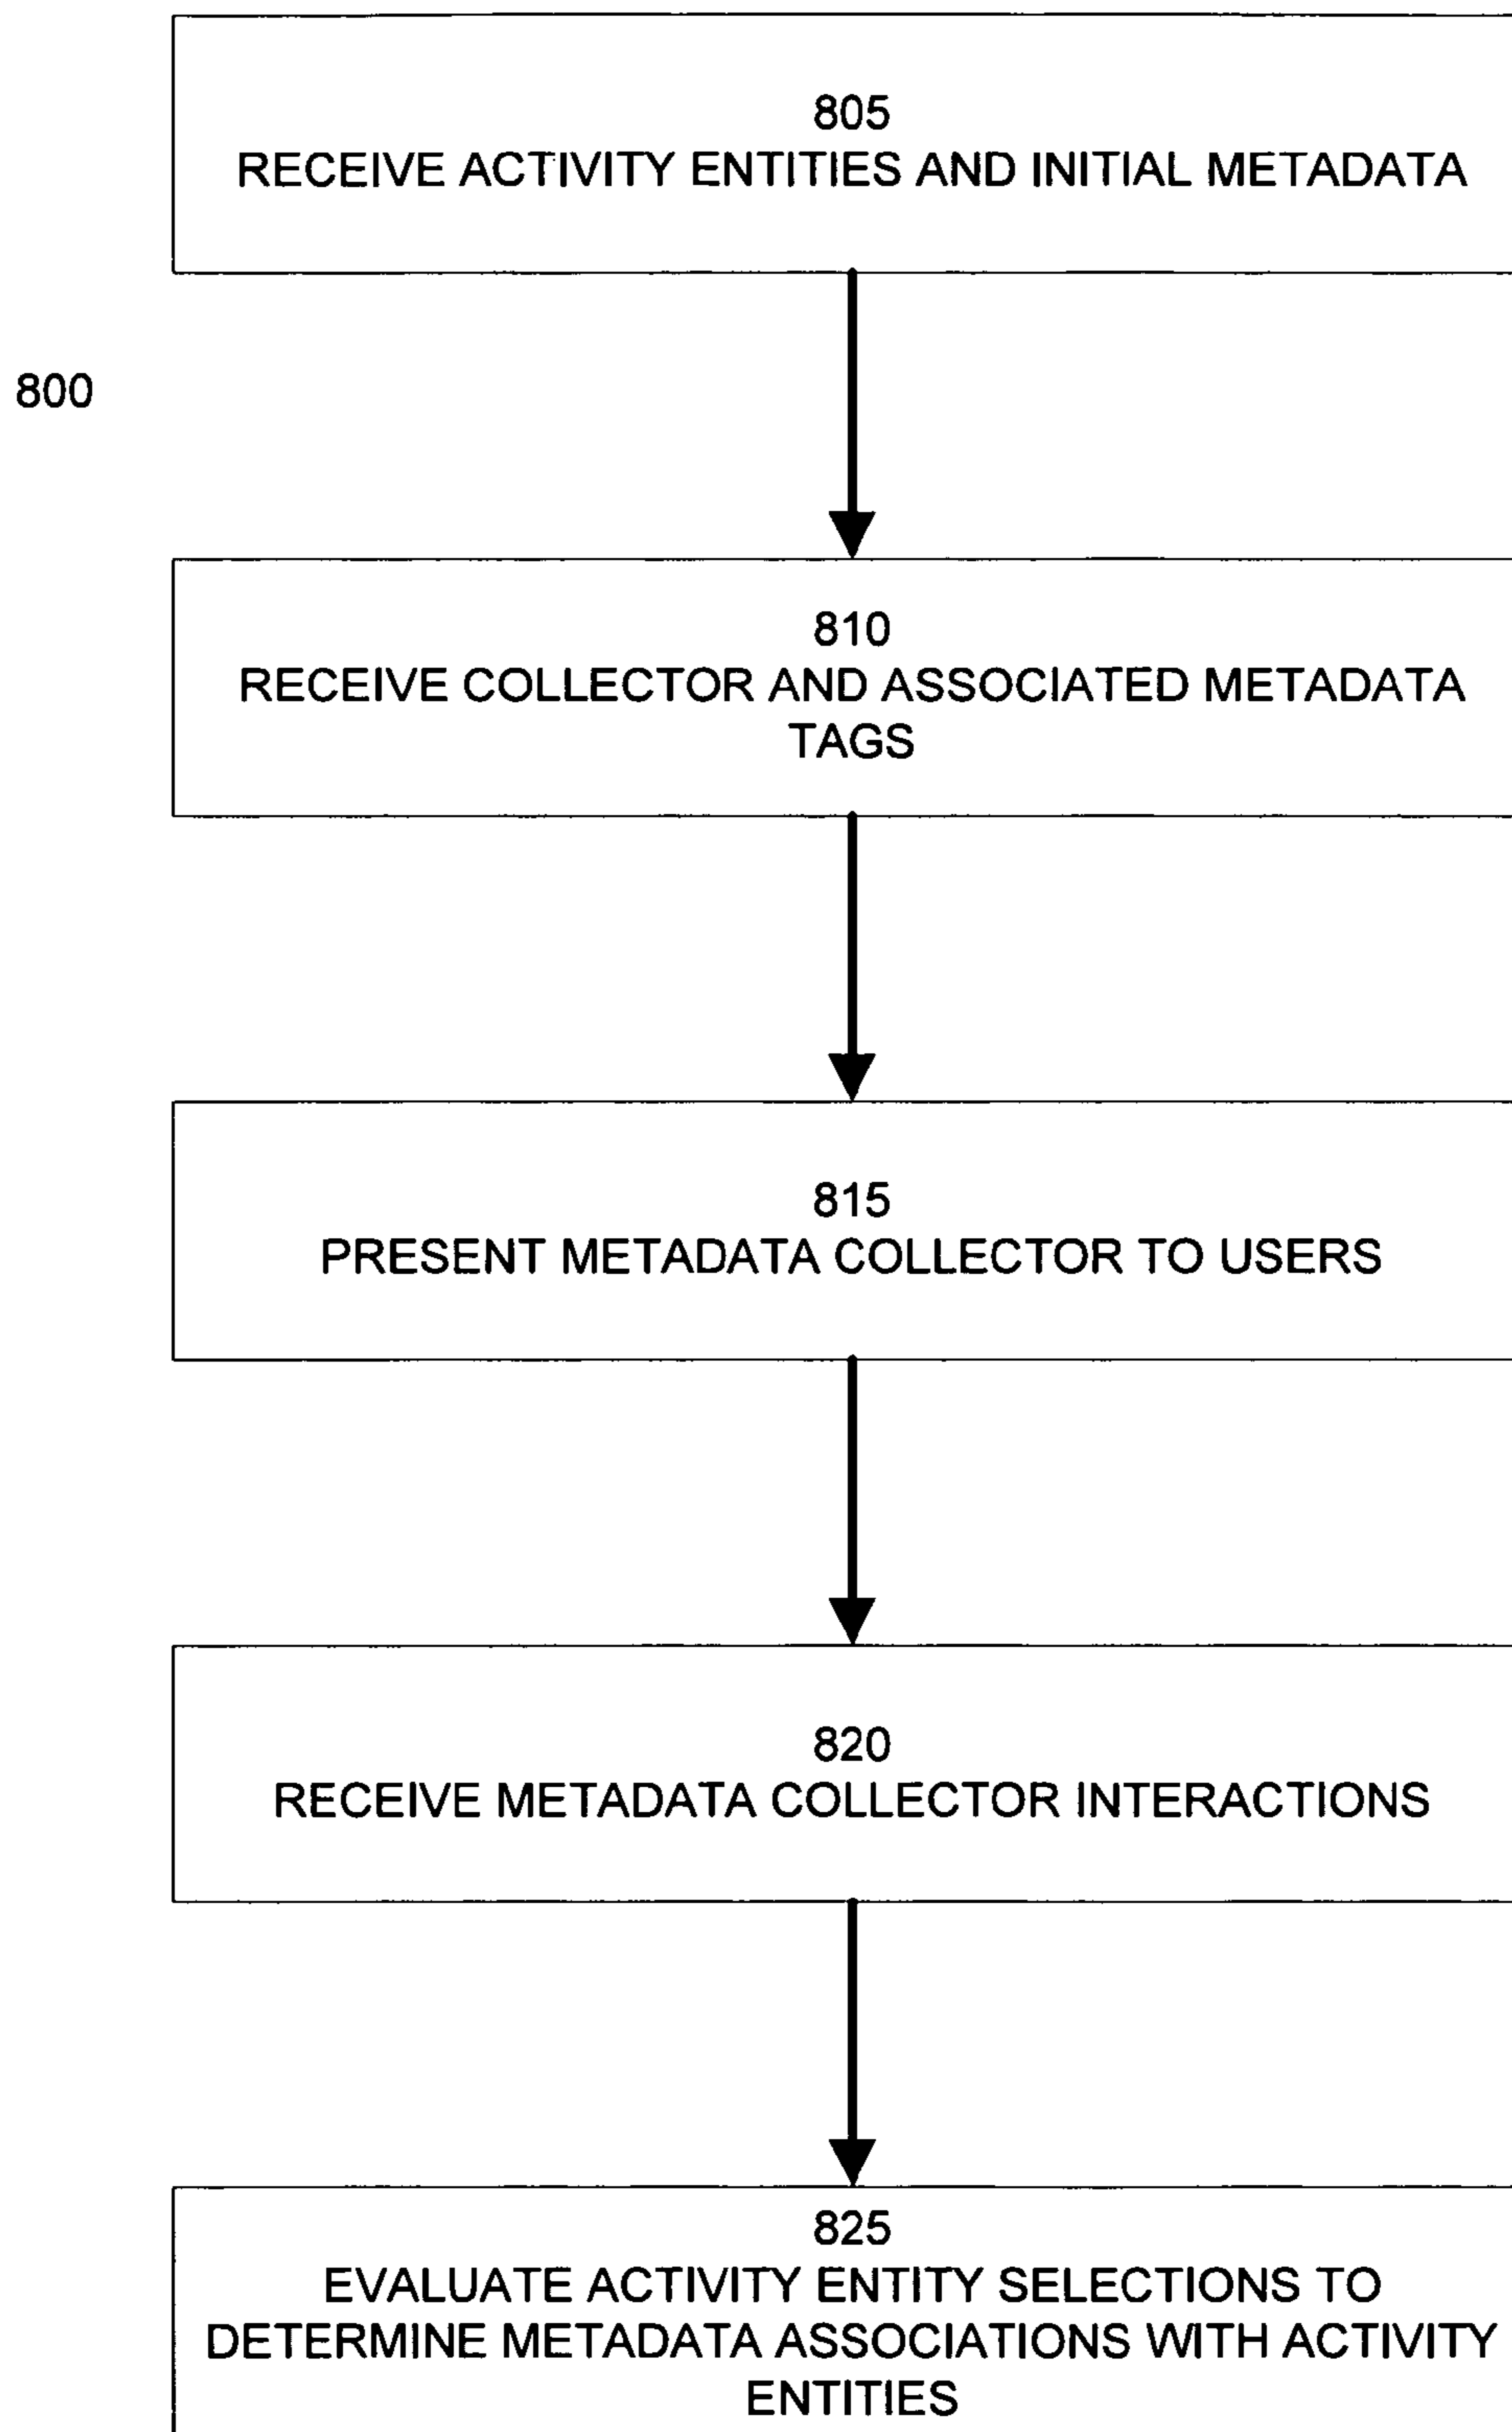 805
RECEIVE ACTIVITY ENTITIES AND INITIAL METADATA
800
810
RECEIVE COLLECTOR AND ASSOCIATED METADATA
TAGS
815
PRESENT METADATA COLLECTOR TO USERS
820
RECEIVE METADATA COLLECTOR INTERACTIONS
825
EVALUATE ACTIVITY ENTITY SELECTIONS TO
DETERMINE METADATA ASSOCIATIONS WITH ACTIVITY
ENTITIES